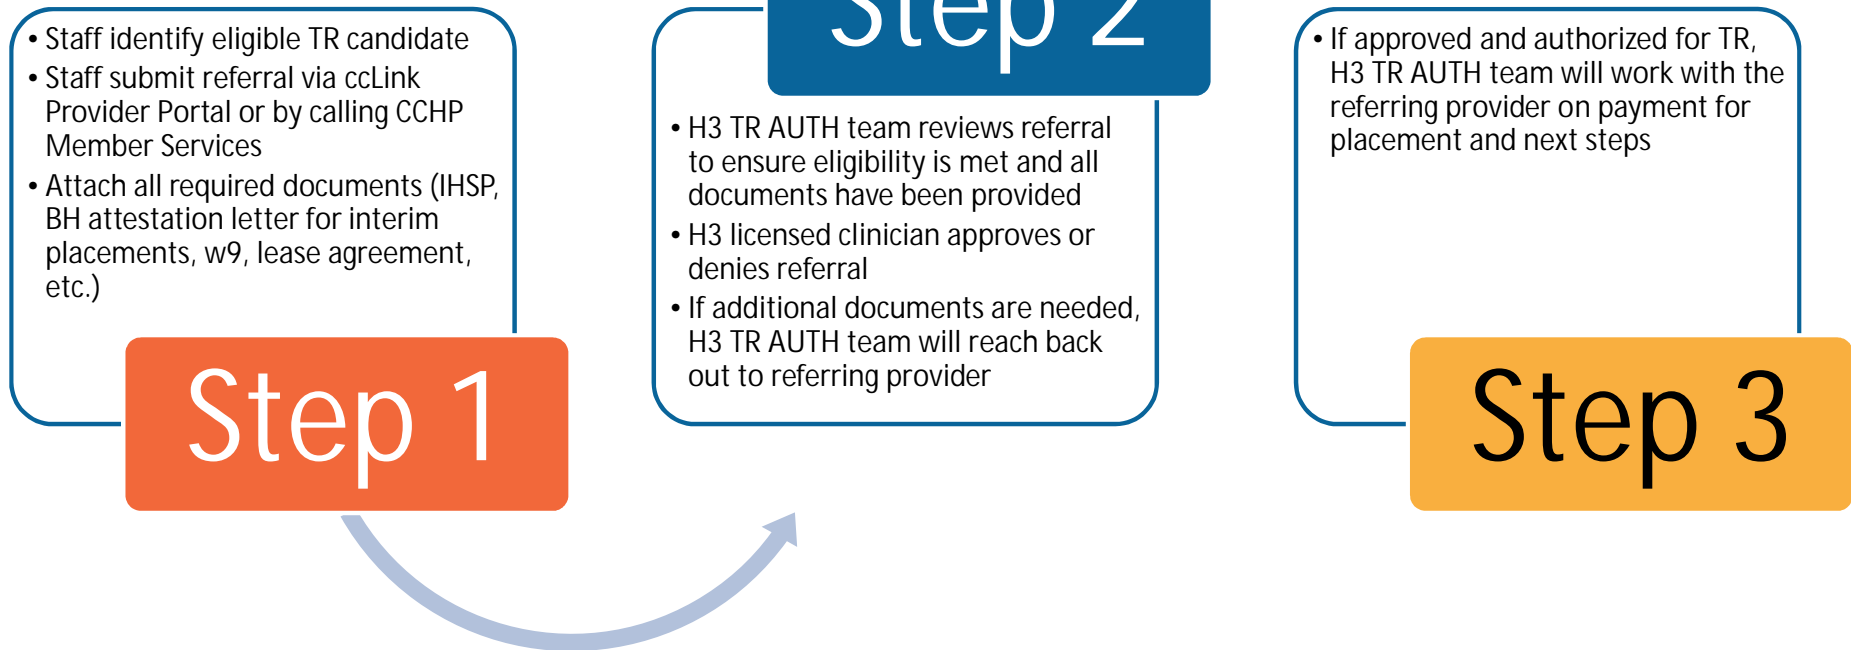 • Staff identify eligible TR candidate
• Staff submit referral via ccLink
Provider Portal or by calling CCHP
Member Services
• Attach all required documents (IHSP,
BH attestation letter for interim
placements, w9, lease agreement,
etc.)
Step 1
Step 2
• H3 TR AUTH team reviews referral
to ensure eligibility is met and all
documents have been provided
• H3 licensed clinician approves or
denies referral
• If additional documents are needed,
H3 TR AUTH team will reach back
out to referring provider
• If approved and authorized for TR,
H3 TR AUTH team will work with the
referring provider on payment for
placement and next steps
Step 3